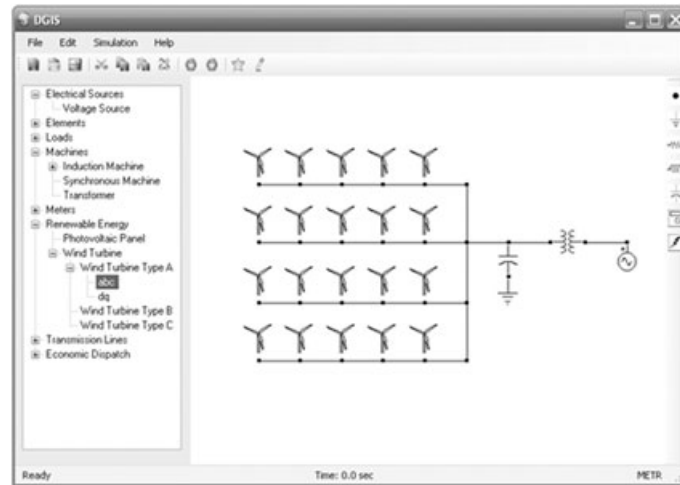 DGIS
File Edit Simulation Help
Electrical Sources
Voltage Source
Elements
Loads
Machines
Induction Machine
Synchronous Machine
Transformer
Meters
Renewable Energy
Photovoltaic Panel
Wind Turbine
Wind Turbine Type A
abc
dq
Wind Turbine Type B
Wind Turbine Type C
Transmission Lines
Economic Dispatch
Ready Time: 0.0 sec METR